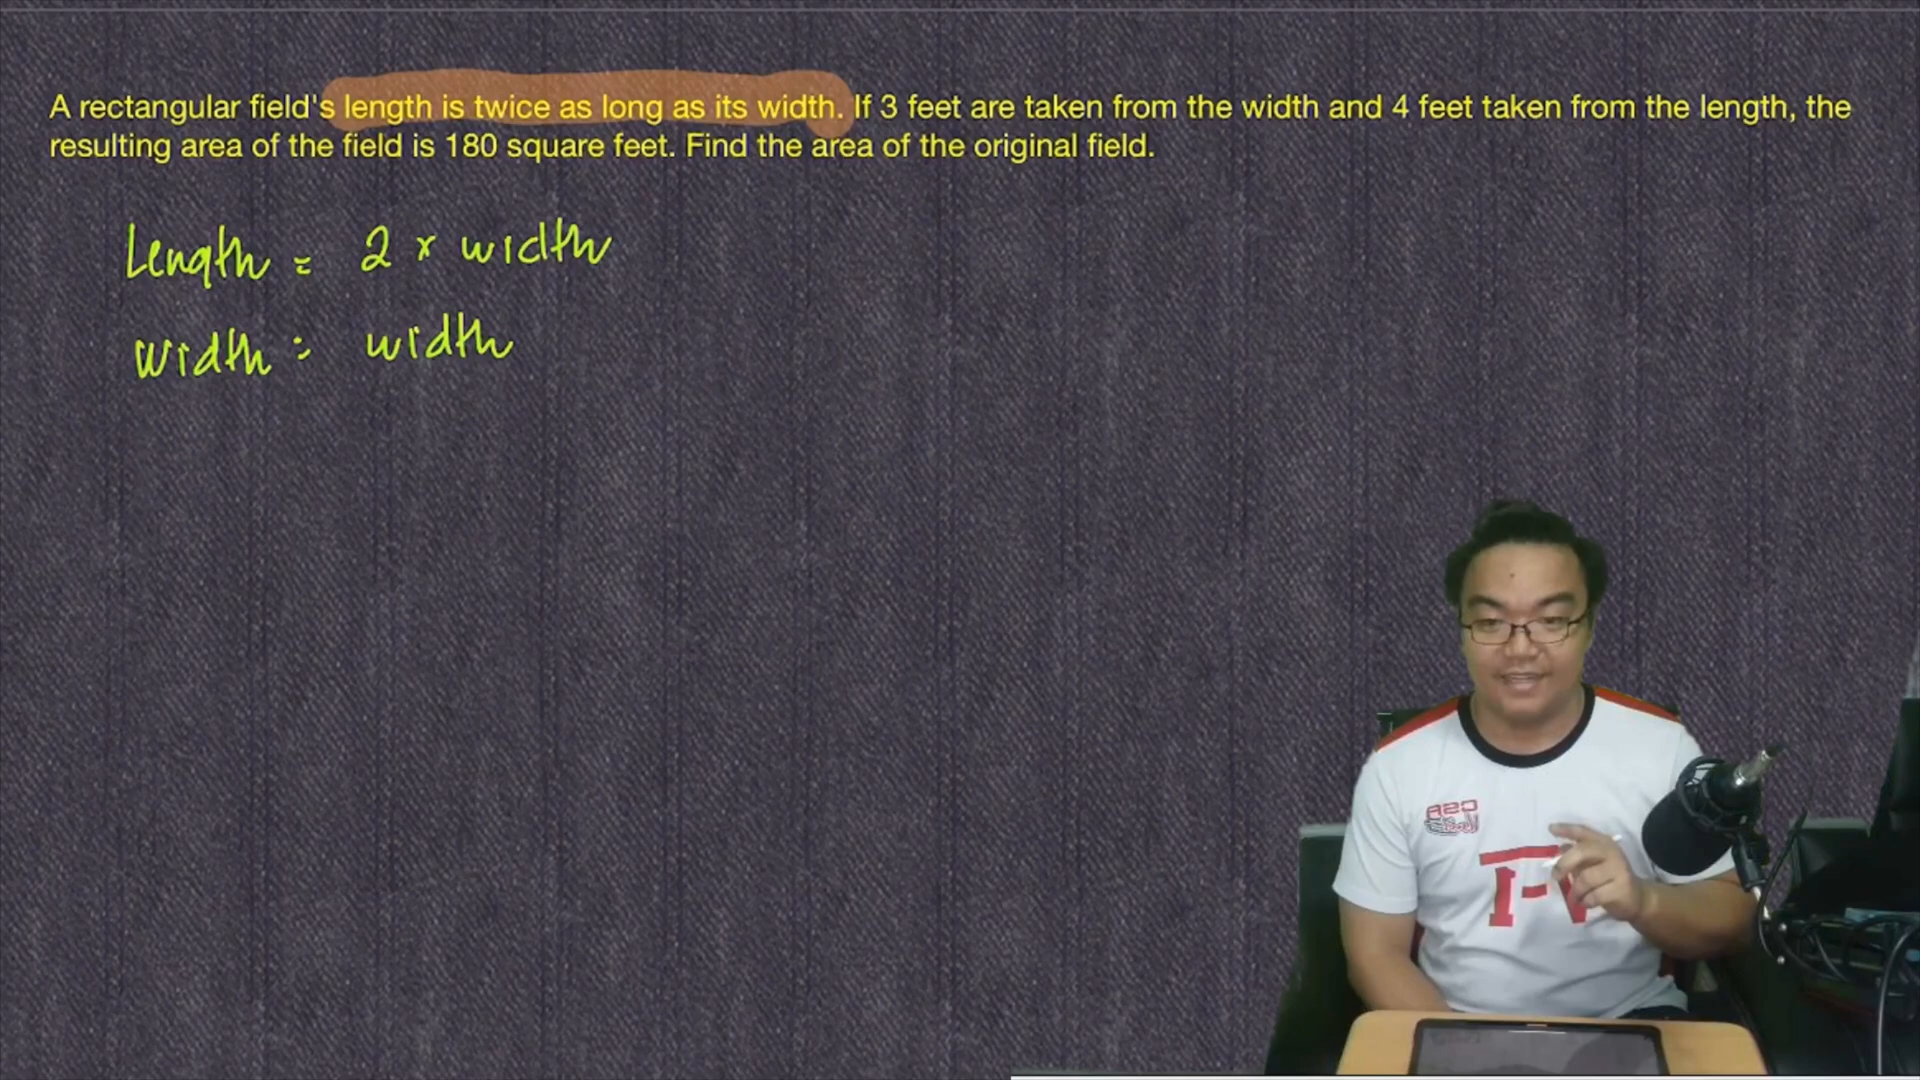 A rectangular field's length is twice as long as its width. If 3 feet are taken from the width and 4 feet taken from the length, the
resulting area of the field is 180 square feet. Find the area of the original field.
Length = 2 x width
Width = width